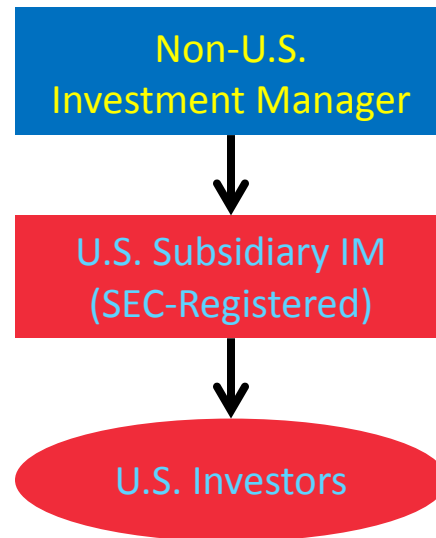 Non-U.S.
Investment Manager
U.S. Subsidiary IM
(SEC-Registered)
U.S. Investors